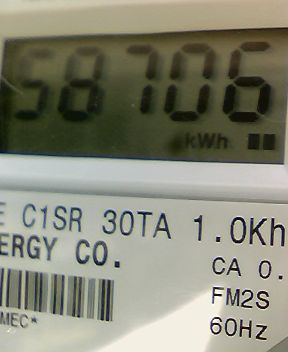 58706
kWh
E C1SR 30TA 1.0Kh
ERGY CO.
CA 0.
FM2S
MEC*
60Hz